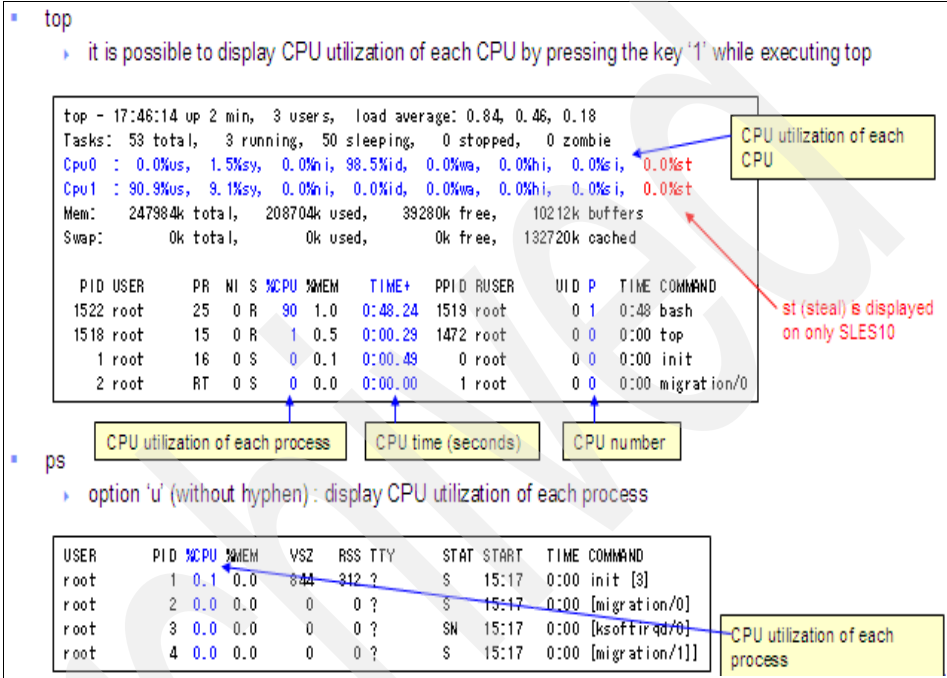 top
it is possible to display CPU utilization of each CPU by pressing the key ‘1’ while executing top
top - 17:46:14 up 2 min, 3 users, load average: 0.84, 0.46, 0.18
Tasks: 53 total, 3 running, 50 sleeping, 0 stopped, 0 zombie
Cpu0 : 0.0%us, 1.5%sy, 0.0%ni, 98.5%id, 0.0%wa, 0.0%hi, 0.0%si, 0.0%st
Cpu1 : 90.9%us, 9.1%sy, 0.0%ni, 0.0%id, 0.0%wa, 0.0%hi, 0.0%si, 0.0%st
Mem: 247984k total, 208704k used, 39280k free, 10212k buffers
Swap: 0k total, 0k used, 0k free, 132720k cached
CPU utilization of each
CPU
PID USER PR NI S %CPU %MEM TIME+ PPID RUSER UID P TIME COMMAND
1522 root 25 0 R 90 1.0 0:48.24 1519 root 0 1 0:48 bash
1518 root 15 0 R 1 0.5 0:00.29 1472 root 0 0 0:00 top
1 root 16 0 S 0 0.1 0:00.49 0 root 0 0 0:00 init
2 root RT 0 S 0 0.0 0:00.00 1 root 0 0 0:00 migration/0
st (steal) is displayed
on only SLES10
CPU utilization of each process
CPU time (seconds)
CPU number
ps
option ‘u’ (without hyphen) : display CPU utilization of each process
USER PID %CPU %MEM VSZ RSS TTY STAT START TIME COMMAND
root 1 0.1 0.0 844 312 ? S 15:17 0:00 init [3]
root 2 0.0 0.0 0 0 ? S 15:17 0:00 [migration/0]
root 3 0.0 0.0 0 0 ? SN 15:17 0:00 [ksoftirqd/0]
root 4 0.0 0.0 0 0 ? S 15:17 0:00 [migration/1]]
CPU utilization of each
process